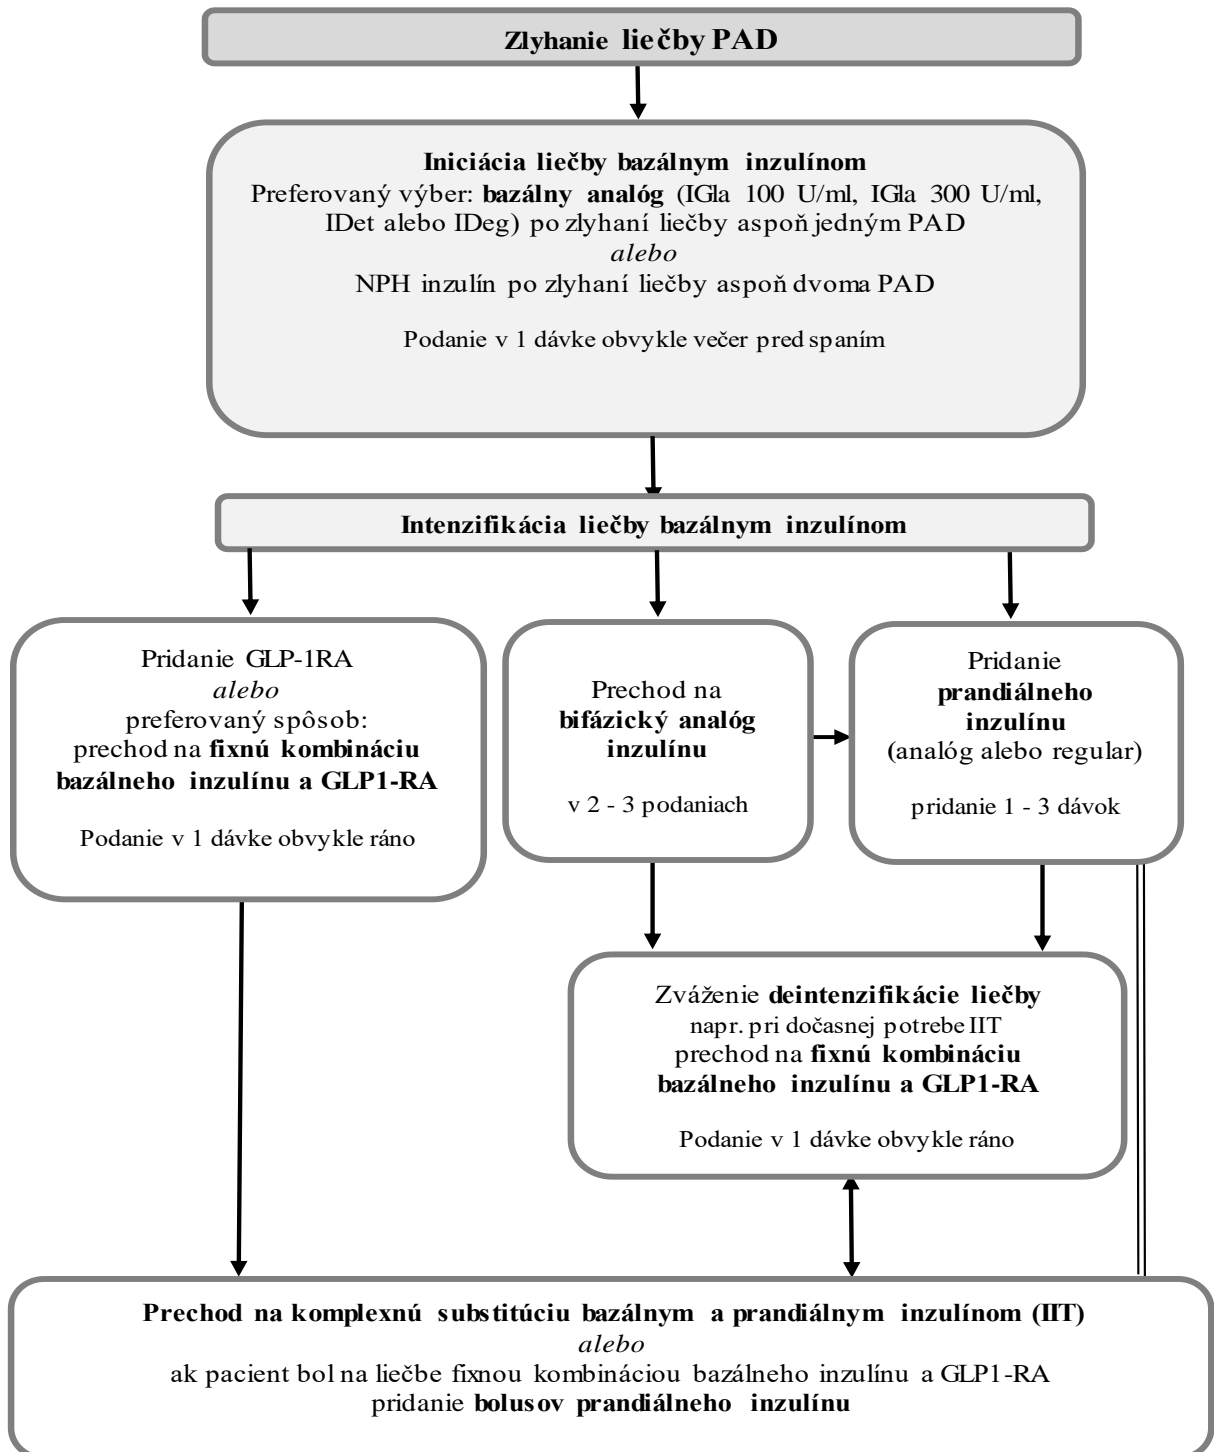 Zlyhanie liečby PAD
Iniciácia liečby bazálnym inzulínom
Preferovaný výber: bazálny analóg (IGla 100 U/ml, IGla 300 U/ml,
IDet alebo IDeg) po zlyhaní liečby aspoň jedným PAD
alebo
NPH inzulín po zlyhaní liečby aspoň dvoma PAD
Podanie v 1 dávke obvykle večer pred spaním
Intenzifikácia liečby bazálnym inzulínom
Pridanie GLP-1RA
alebo
preferovaný spôsob:
prechod na fixnú kombináciu
bazálneho inzulínu a GLP1-RA
Podanie v 1 dávke obvykle ráno
Prechod na
bifázický analóg
inzulínu
v 2 - 3 podaniach
Pridanie
prandiálneho
inzulínu
(analóg alebo regular)
pridanie 1 - 3 dávok
Zváženie deintenzifikácie liečby
napr. pri dočasnej potrebe IIT
prechod na fixnú kombináciu
bazálneho inzulínu a GLP1-RA
Podanie v 1 dávke obvykle ráno
Prechod na komplexnú substitúciu bazálnym a prandiálnym inzulínom (IIT)
alebo
ak pacient bol na liečbe fixnou kombináciou bazálneho inzulínu a GLP1-RA
pridanie bolusov prandiálneho inzulínu